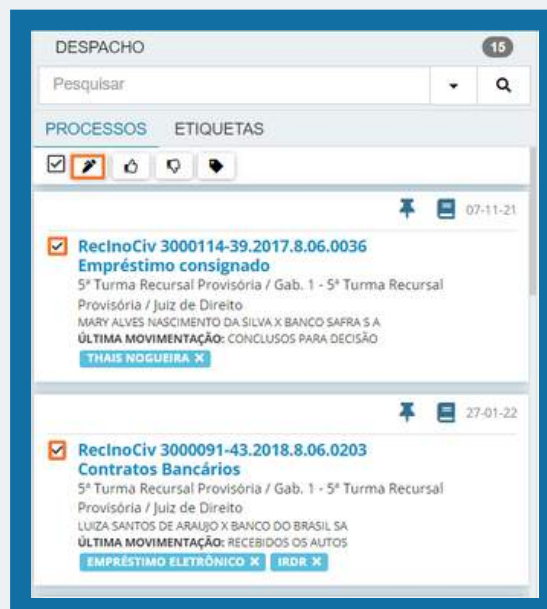 DESPACHO 15
Pesquisar
PROCESSOS ETIQUETAS
07-11-21
RecInoCiv 3000114-39.2017.8.06.0036
Empréstimo consignado
5ª Turma Recursal Provisória / Gab. 1 - 5ª Turma Recursal
Provisória / Juiz de Direito
MARY ALVES NASCIMENTO DA SILVA X BANCO SAFRA S A
ÚLTIMA MOVIMENTAÇÃO: CONCLUSOS PARA DECISÃO
THAIS NOGUEIRA X
27-01-22
RecInoCiv 3000091-43.2018.8.06.0203
Contratos Bancários
5ª Turma Recursal Provisória / Gab. 1 - 5ª Turma Recursal
Provisória / Juiz de Direito
LUIZA SANTOS DE ARAUJO X BANCO DO BRASIL SA
ÚLTIMA MOVIMENTAÇÃO: RECEBIDOS OS AUTOS
EMPRÉSTIMO ELETRÔNICO X IRDR X